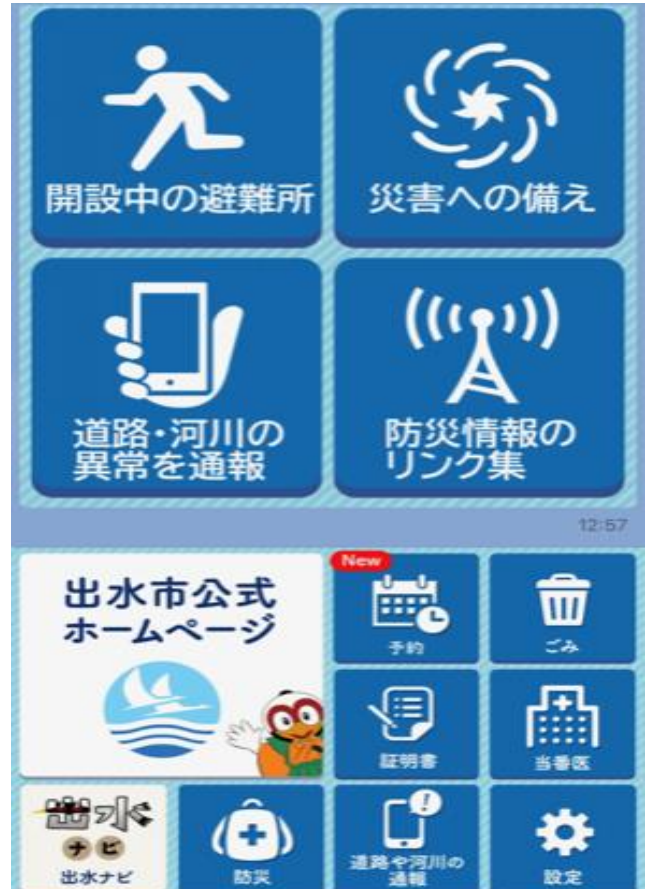 開設中の避難所
災害への備え
道路・河川の
異常を通報
防災情報の
リンク集
12:57
出水市公式
ホームページ
New
予約
ごみ
証明書
当番医
出水
ナビ
出水ナビ
防災
道路や河川の
通報
設定